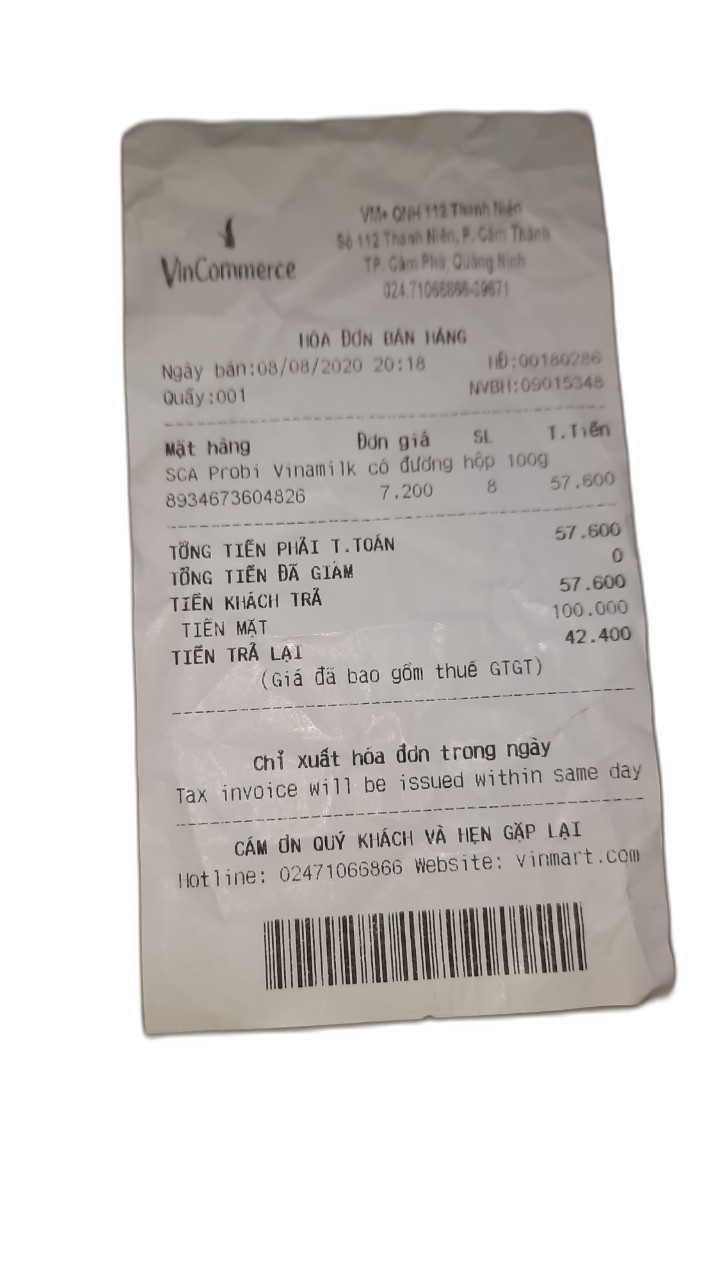 VinCommerce
VM+ QNH 112 Thanh Niên
Số 112 Thanh Niên, P. Cẩm Thành
TP. Cẩm Phả, Quảng Ninh
024.71066866-39671
HÓA ĐƠN BÁN HÀNG
Ngày bán:08/08/2020 20:18 HĐ:00180286
Quầy:001 NVBH:09015348
Mặt hàng Đơn giá SL T.Tiền
SCA Probi Vinamilk có đường hộp 100g
8934673604826 7.200 8 57.600
TỔNG TIỀN PHẢI T.TOÁN 57.600
TỔNG TIỀN ĐÃ GIẢM 0
TIỀN KHÁCH TRẢ 57.600
TIỀN MẶT 100.000
TIỀN TRẢ LẠI 42.400
(Giá đã bao gồm thuế GTGT)
Chỉ xuất hóa đơn trong ngày
Tax invoice will be issued within same day
CẢM ƠN QUÝ KHÁCH VÀ HẸN GẶP LẠI
Hotline: 02471066866 Website: vinmart.com